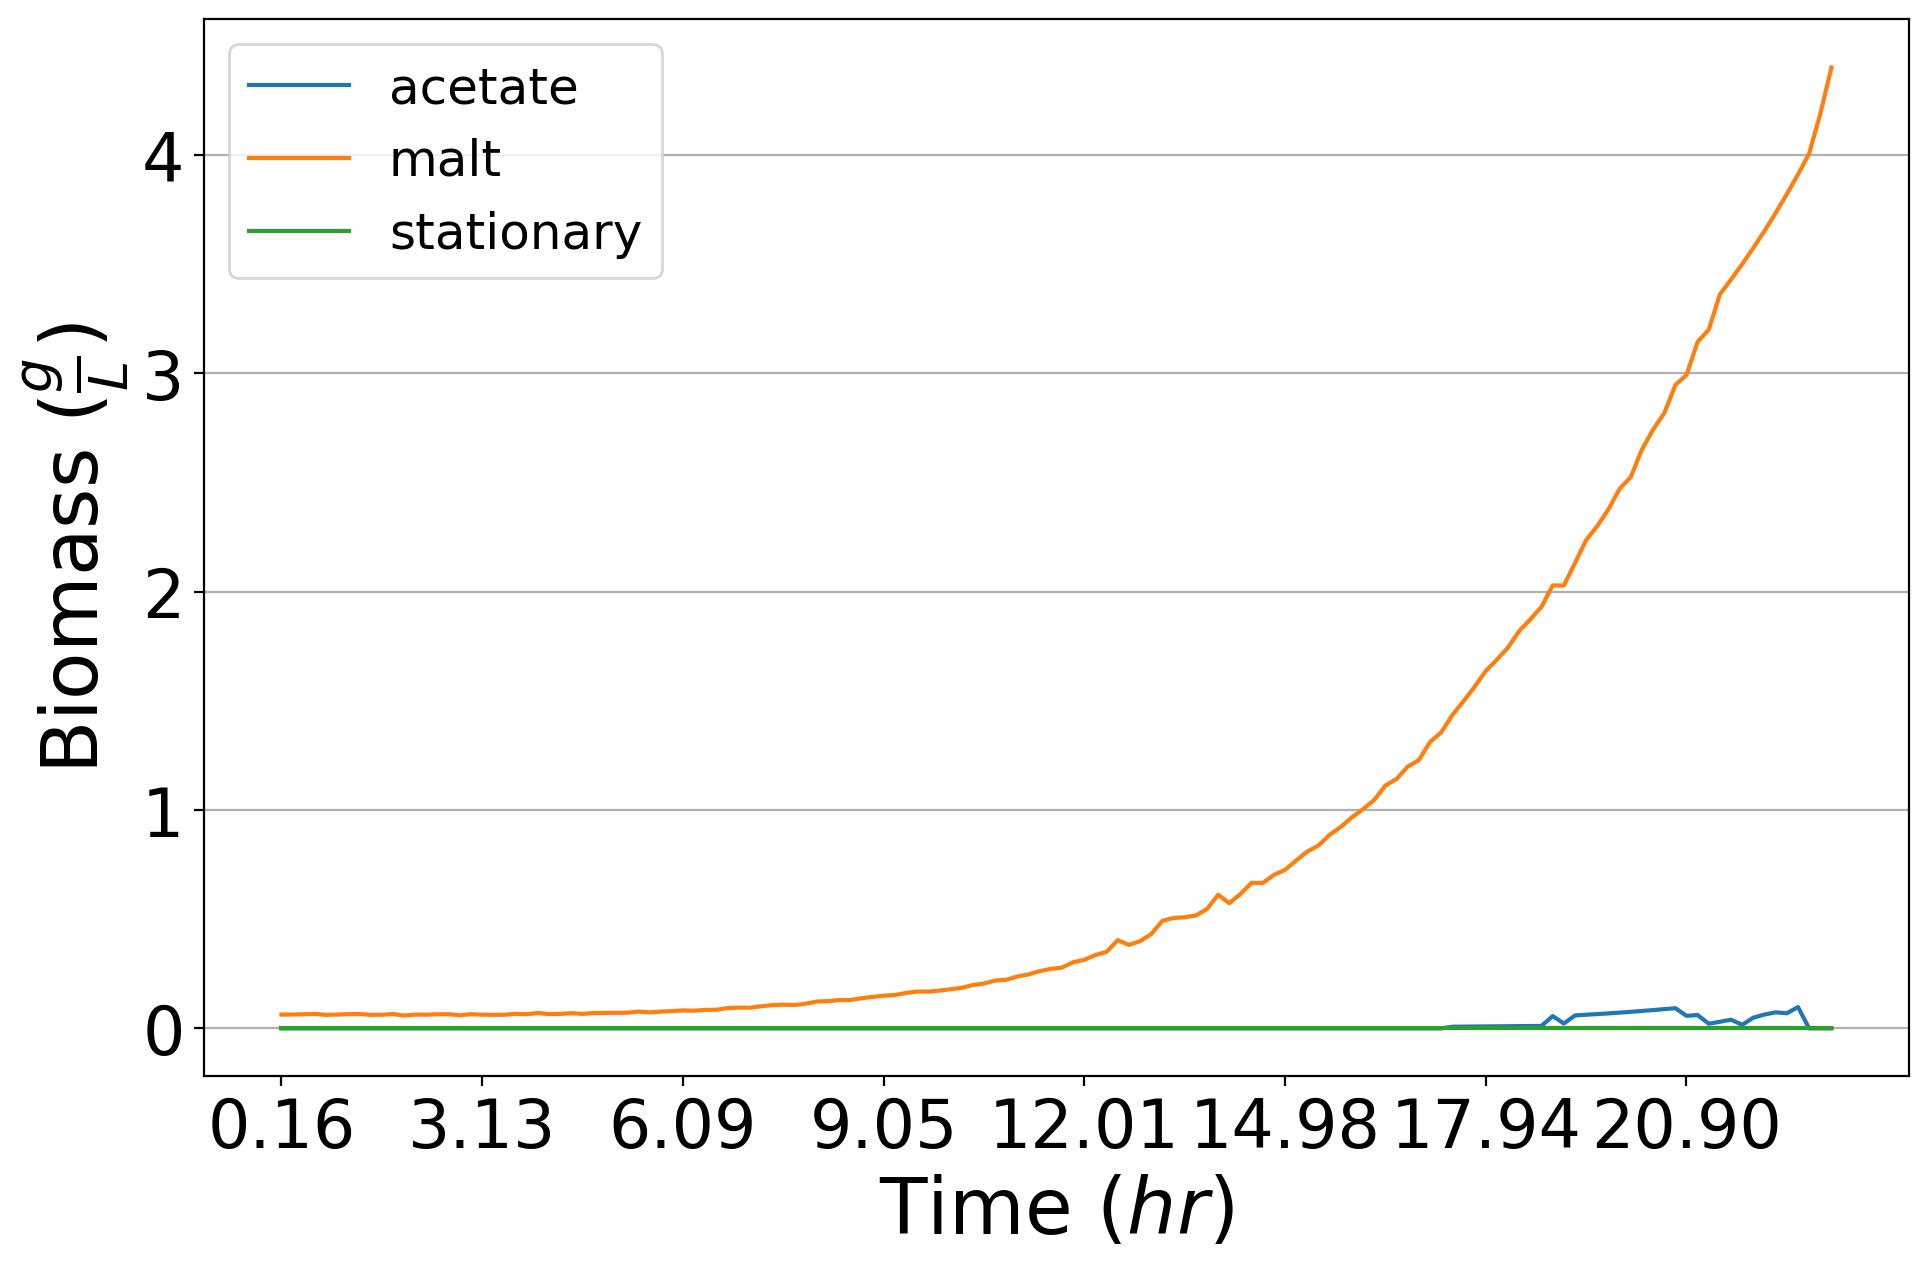 acetate
malt
stationary
4
3
2
1
0
Biomass (g/L)
0.16 3.13 6.09 9.05 12.01 14.98 17.94 20.90
Time (hr)